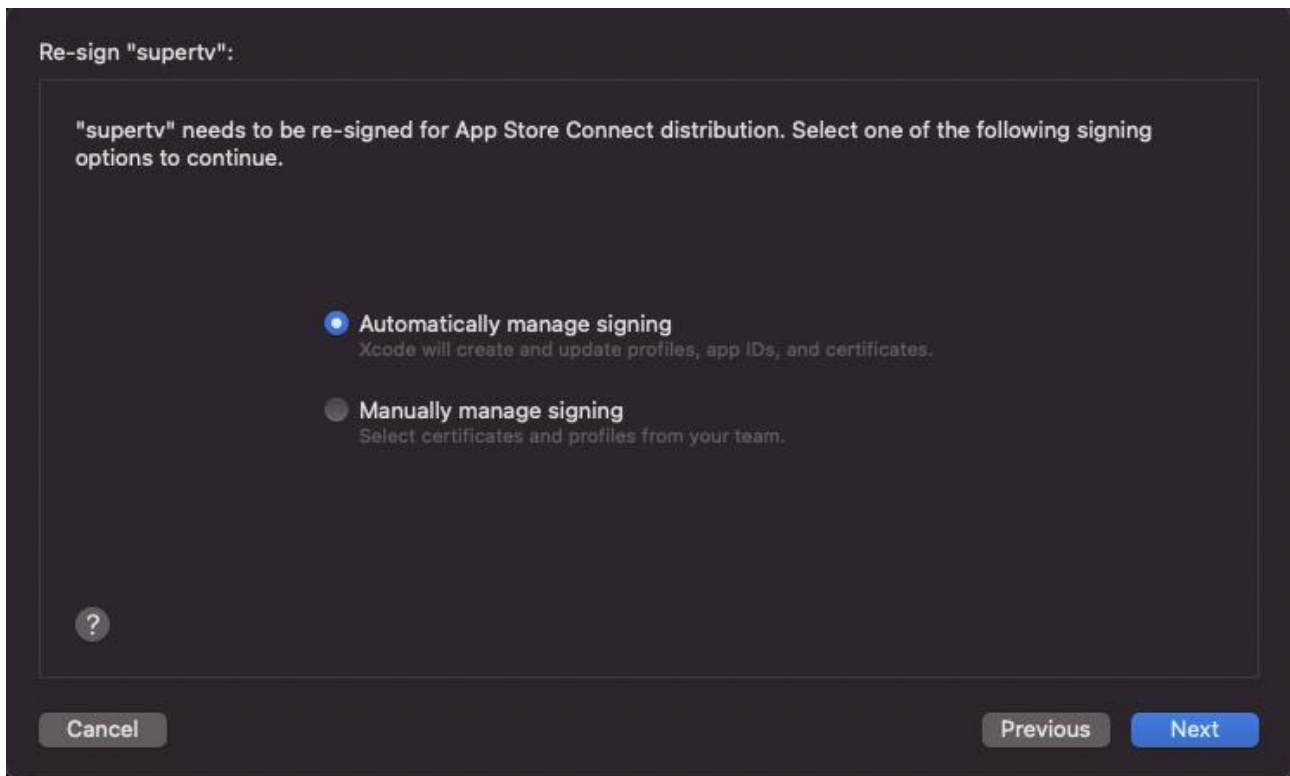 Re-sign "supertv":
"supertv" needs to be re-signed for App Store Connect distribution. Select one of the following signing
options to continue.
Automatically manage signing
Xcode will create and update profiles, app IDs, and certificates.
Manually manage signing
Select certificates and profiles from your team.
?
Cancel
Previous
Next